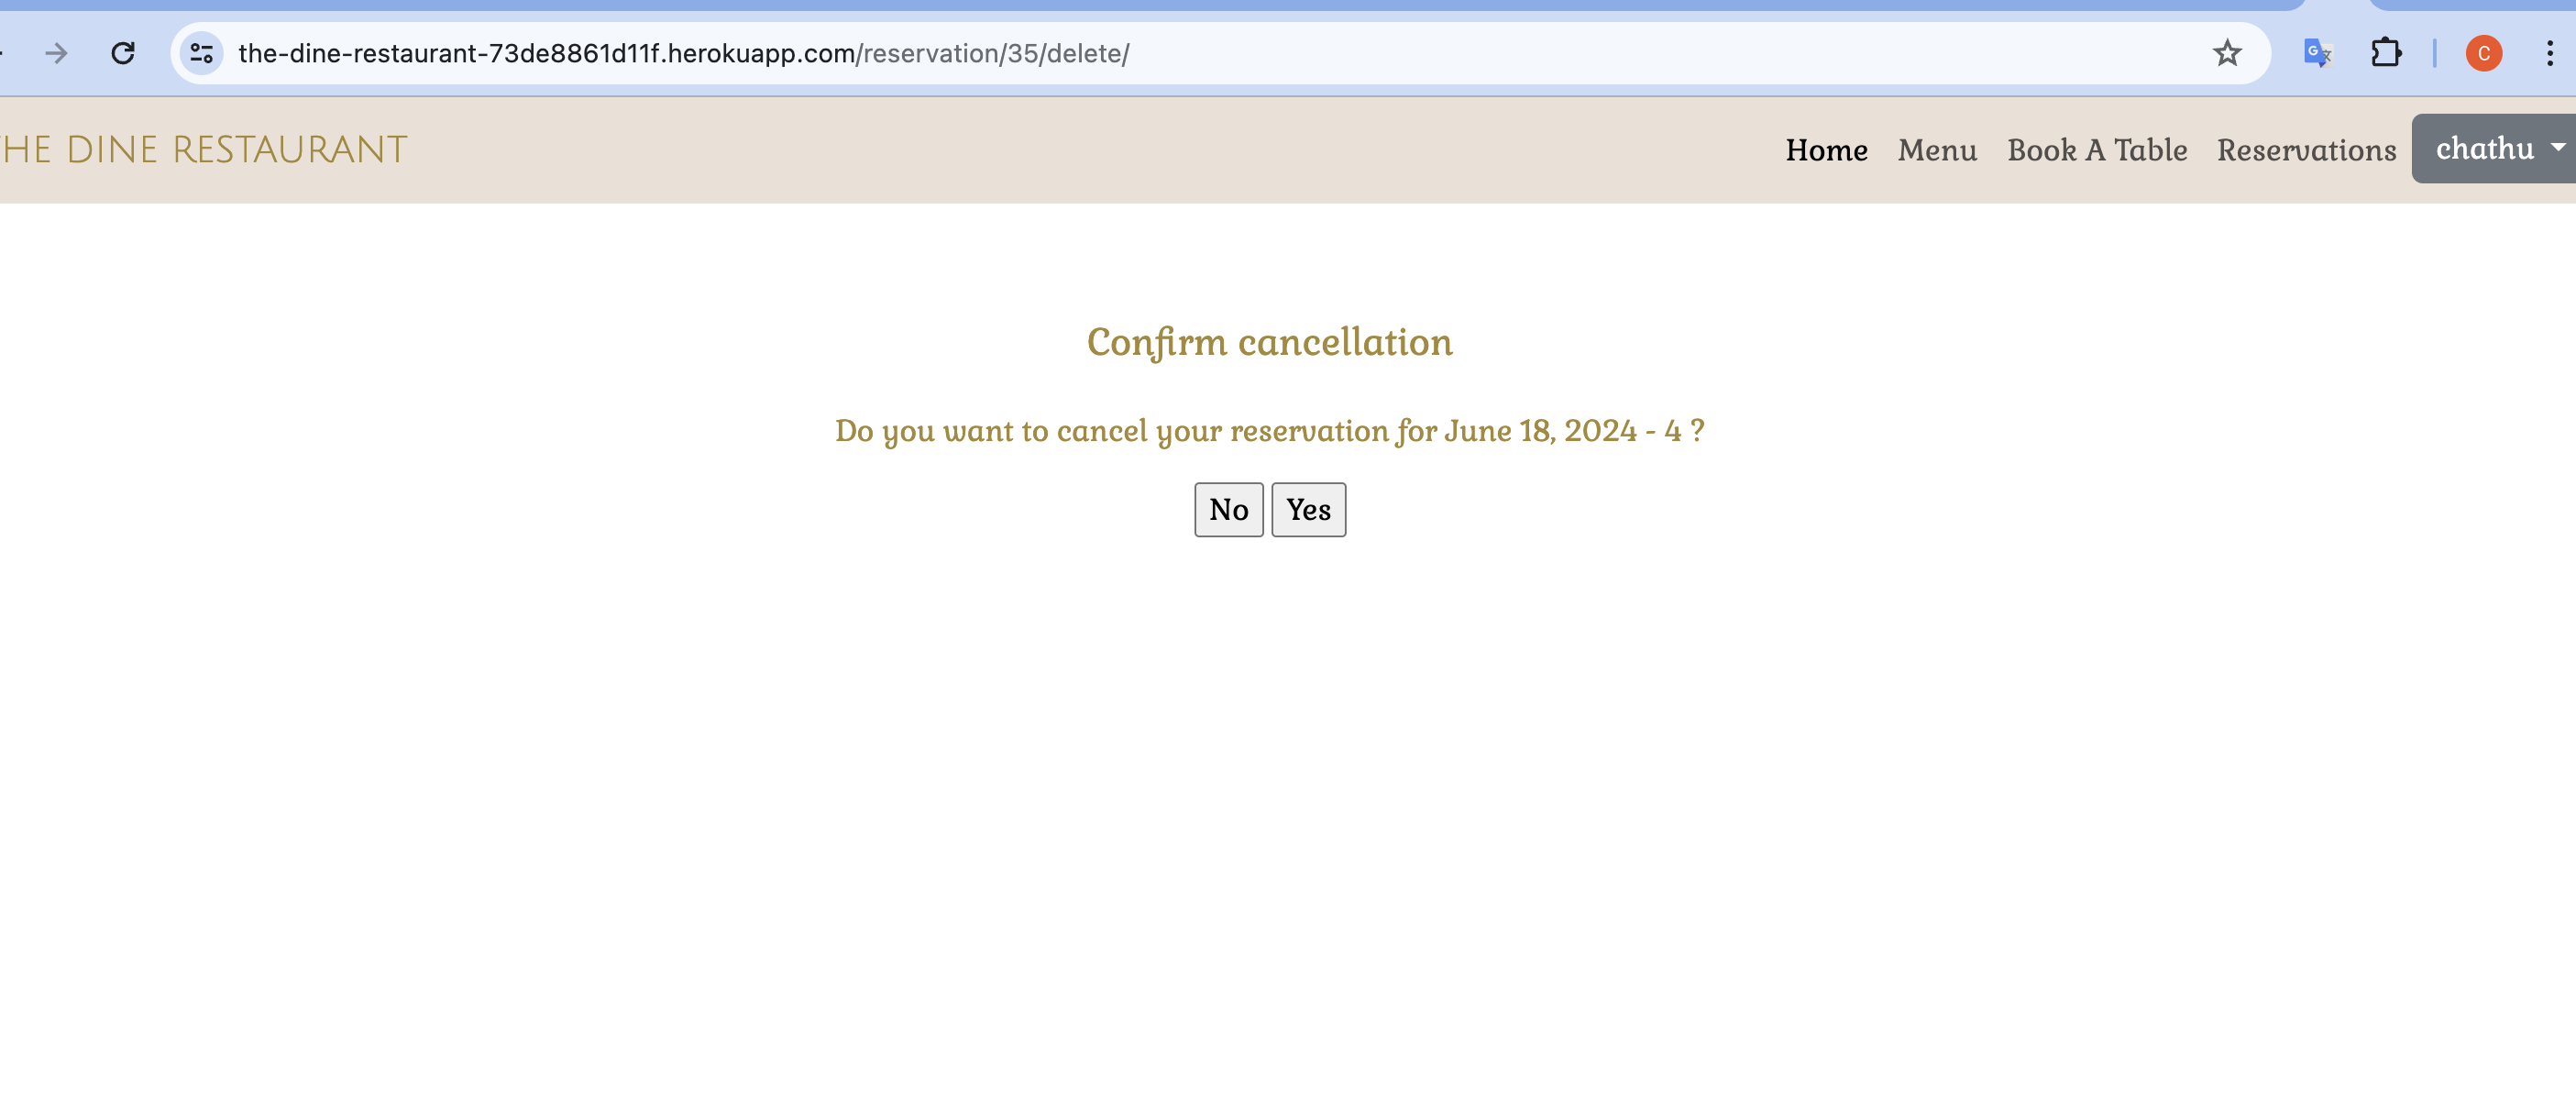 the-dine-restaurant-73de8861d11f.herokuapp.com/reservation/35/delete/
C
THE DINE RESTAURANT
Home Menu Book A Table Reservations chathu
Confirm cancellation
Do you want to cancel your reservation for June 18, 2024 - 4 ?
No Yes